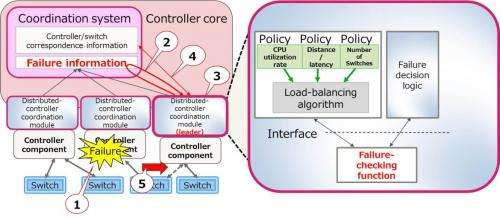 Coordination system
Controller core
Controller/switch
correspondence information
Failure information
2
4
3
Distributed-
controller
coordination
module
Distributed-
controller
coordination
module
Distributed-
controller
coordination
module
(leader)
Controller
component
Controller
component
Failure
Controller
component
1
5
Switch
Switch
Switch
Switch
Policy
Policy
Policy
CPU
utilization
rate
Distance
/
latency
Number
of
Switches
Load-balancing
algorithm
Failure
decision
logic
Interface
Failure-
checking
function